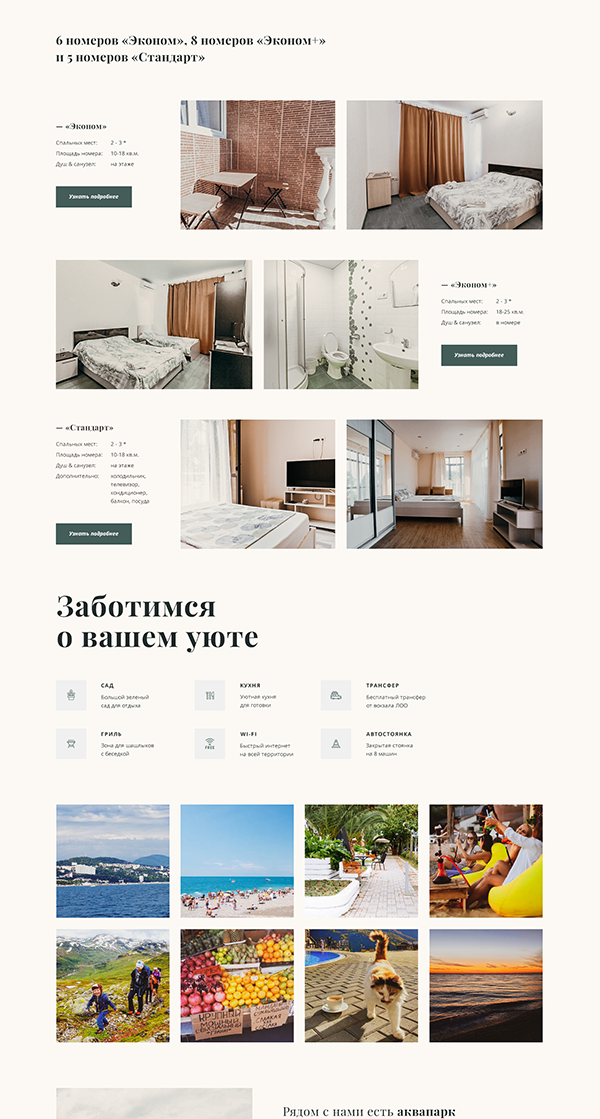 6 номеров «Эконом», 8 номеров «Эконом+»
и 5 номеров «Стандарт»
— «Эконом»
Спальных мест: 2 - 3 *
Площадь номера: 10-18 кв.м.
Душ & санузел: на этаже
Узнать подробнее
— «Эконом+»
Спальных мест: 2 - 3 *
Площадь номера: 18-25 кв.м.
Душ & санузел: в номере
Узнать подробнее
— «Стандарт»
Спальных мест: 2 - 3 *
Площадь номера: 10-18 кв.м.
Душ & санузел: на этаже
Дополнительно: холодильник,
телевизор,
кондиционер,
балкон, посуда
Узнать подробнее
Заботимся
о вашем уюте
САД
Большой зеленый
сад для отдыха
КУХНЯ
Уютная кухня
для готовки
ТРАНСФЕР
Бесплатный трансфер
от вокзала ЛОО
ГРИЛЬ
Зона для шашлыков
с беседкой
FREE
WI-FI
Быстрый интернет
на всей территории
АВТОСТОЯНКА
Закрытая стоянка
на 8 машин
КРУПНЫЙ
МОЩНЫЙ
СЛАДКАЯ
Рядом с нами есть аквапарк